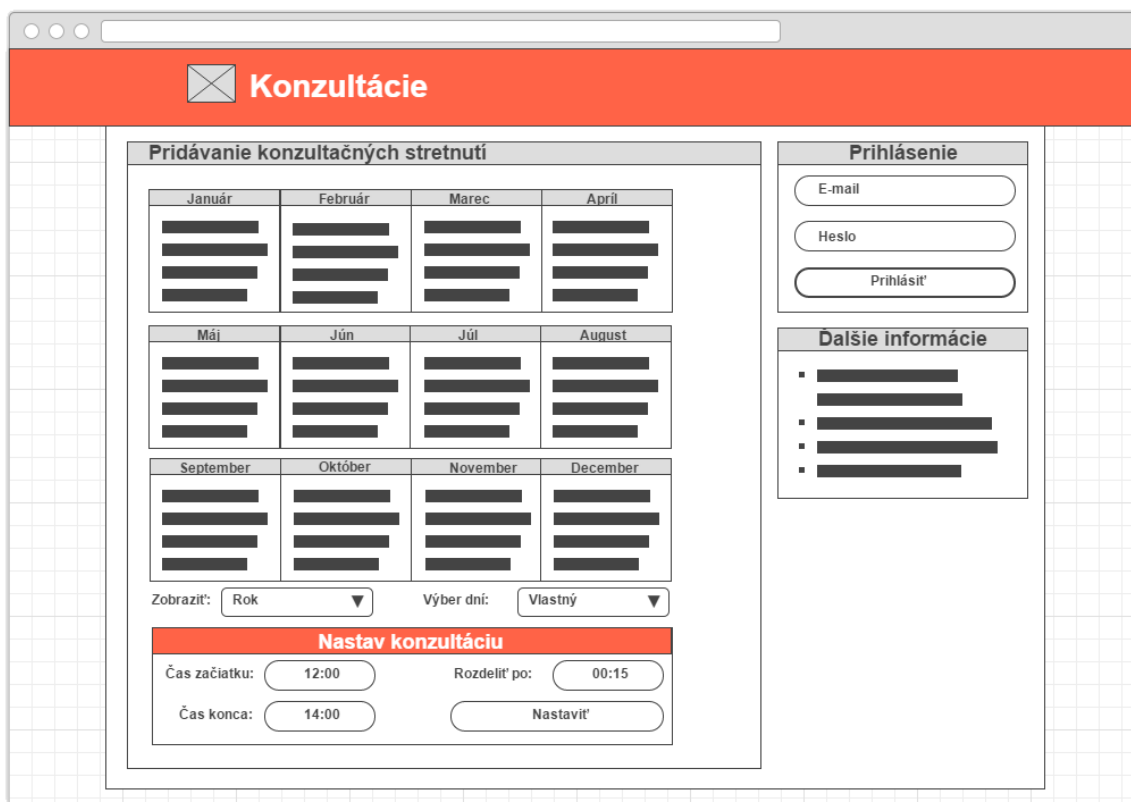 Konzultácie
Pridávanie konzultačných stretnutí
Január Február Marec Apríl
Máj Jún Júl August
September Október November December
Zobraziť: Rok Výber dní: Vlastný
Nastav konzultáciu
Čas začiatku: 12:00 Rozdeliť po: 00:15
Čas konca: 14:00 Nastaviť
Prihlásenie
E-mail
Heslo
Prihlásiť
Ďalšie informácie